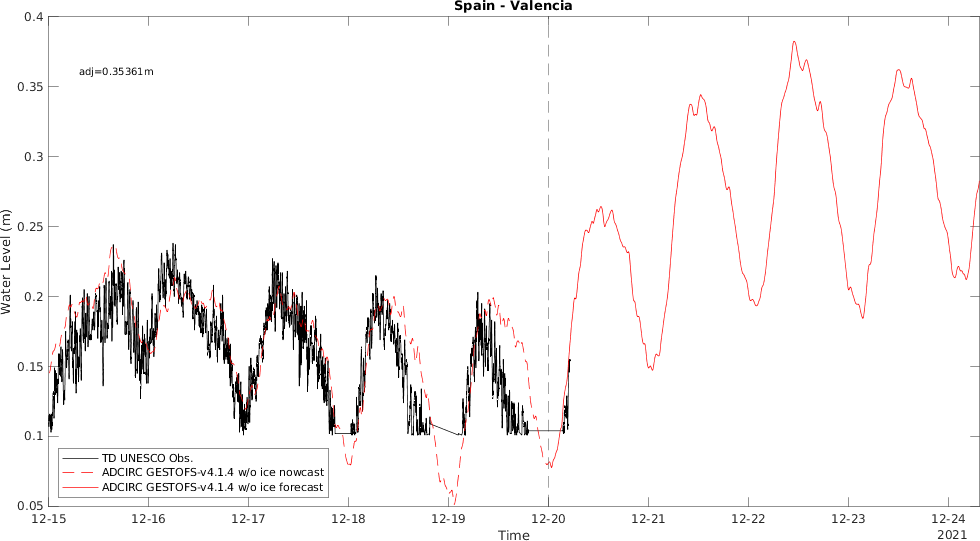 Spain - Valencia
0.4
0.35
0.3
0.25
0.2
0.15
0.1
0.05
Water Level (m)
adj=0.35361m
TD UNESCO Obs.
ADCIRC GESTOFS-v4.1.4 w/o ice nowcast
ADCIRC GESTOFS-v4.1.4 w/o ice forecast
12-15 12-16 12-17 12-18 12-19 12-20 12-21 12-22 12-23 12-24
Time
2021